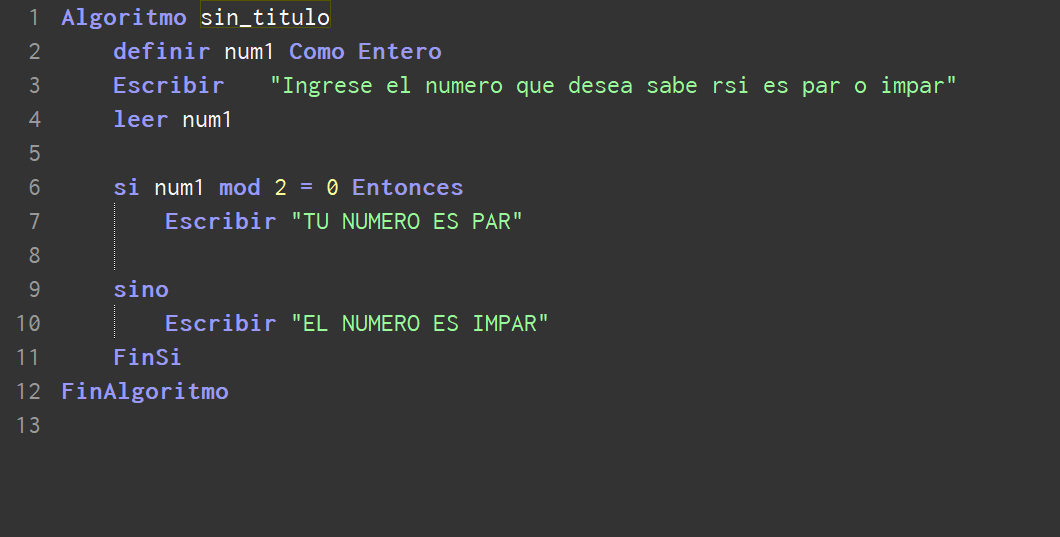 1 Algoritmo sin_titulo
2 definir num1 Como Entero
3 Escribir "Ingrese el numero que desea sabe rsi es par o impar"
4 leer num1
5
6 si num1 mod 2 = 0 Entonces
7 Escribir "TU NUMERO ES PAR"
8
9 sino
10 Escribir "EL NUMERO ES IMPAR"
11 FinSi
12 FinAlgoritmo
13